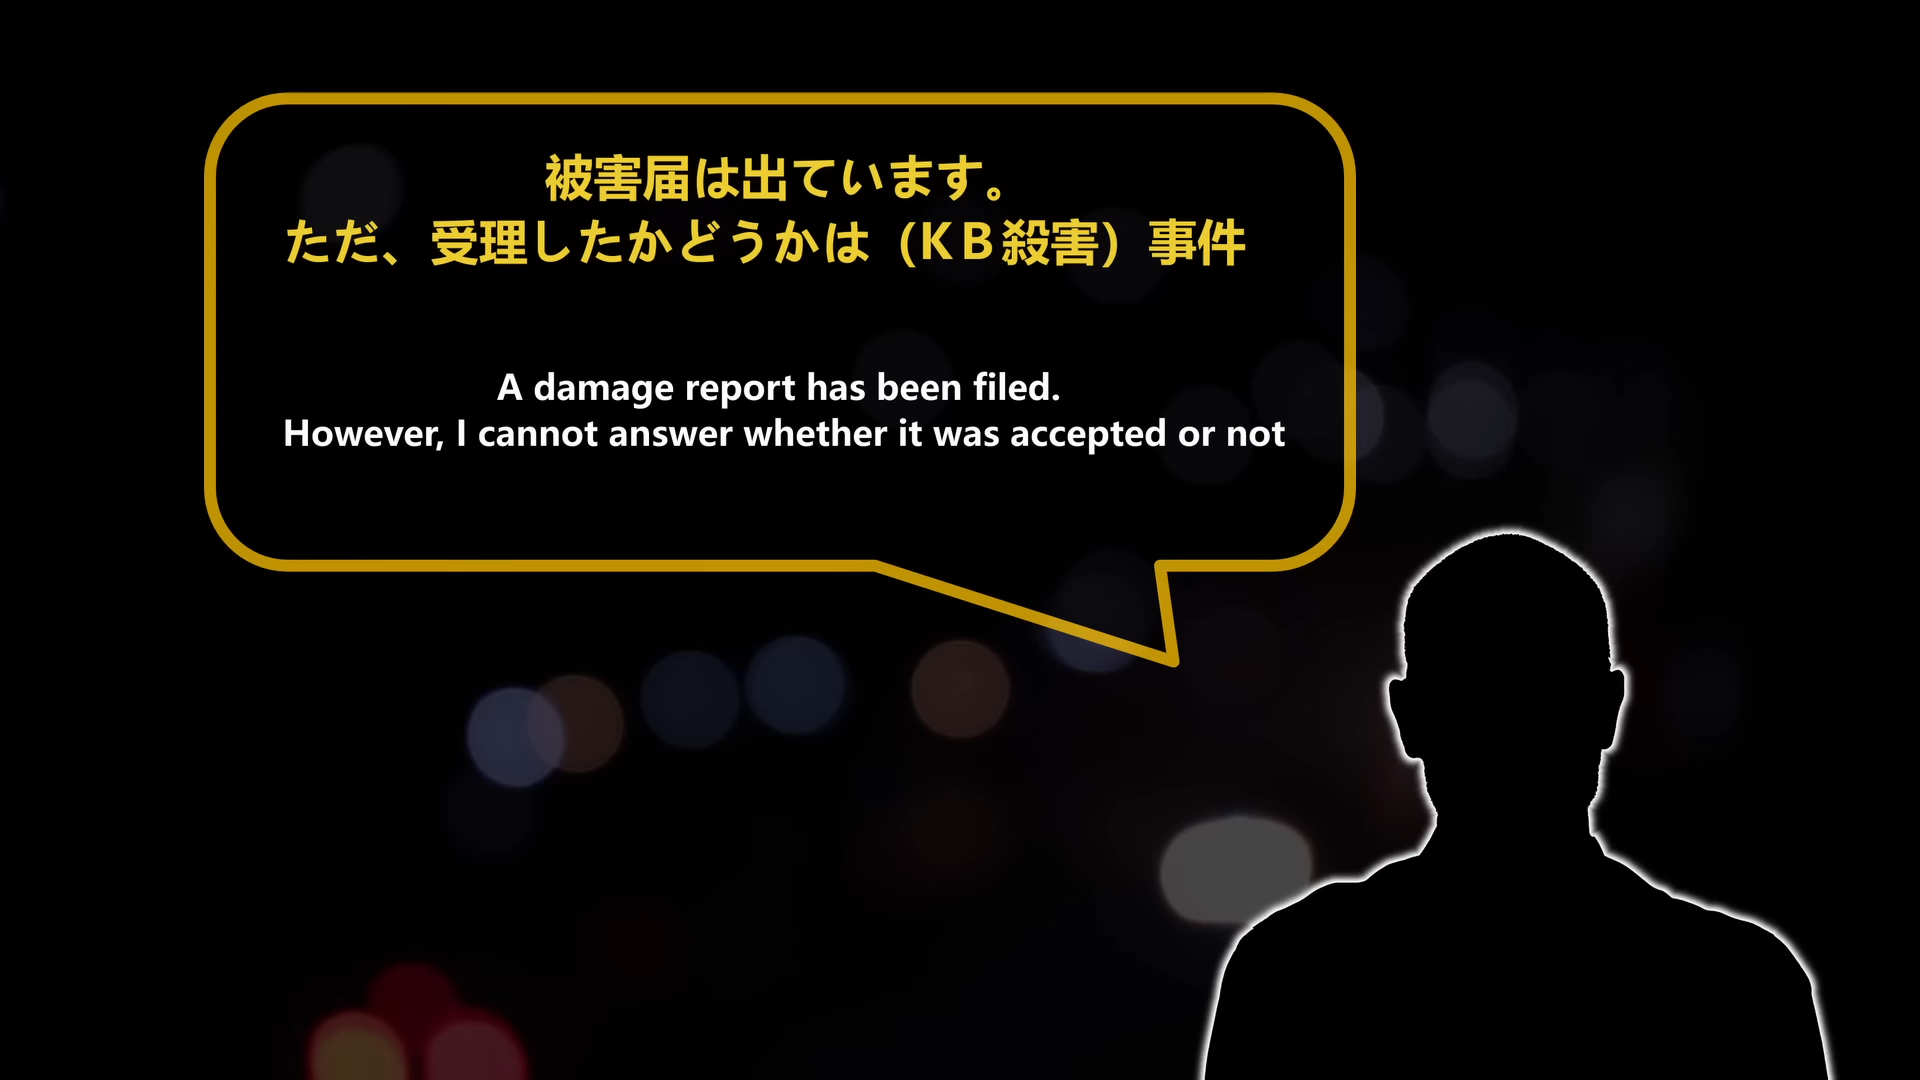 被害届は出ています。
ただ、受理したかどうかは（ＫＢ殺害）事件
A damage report has been filed.
However, I cannot answer whether it was accepted or not